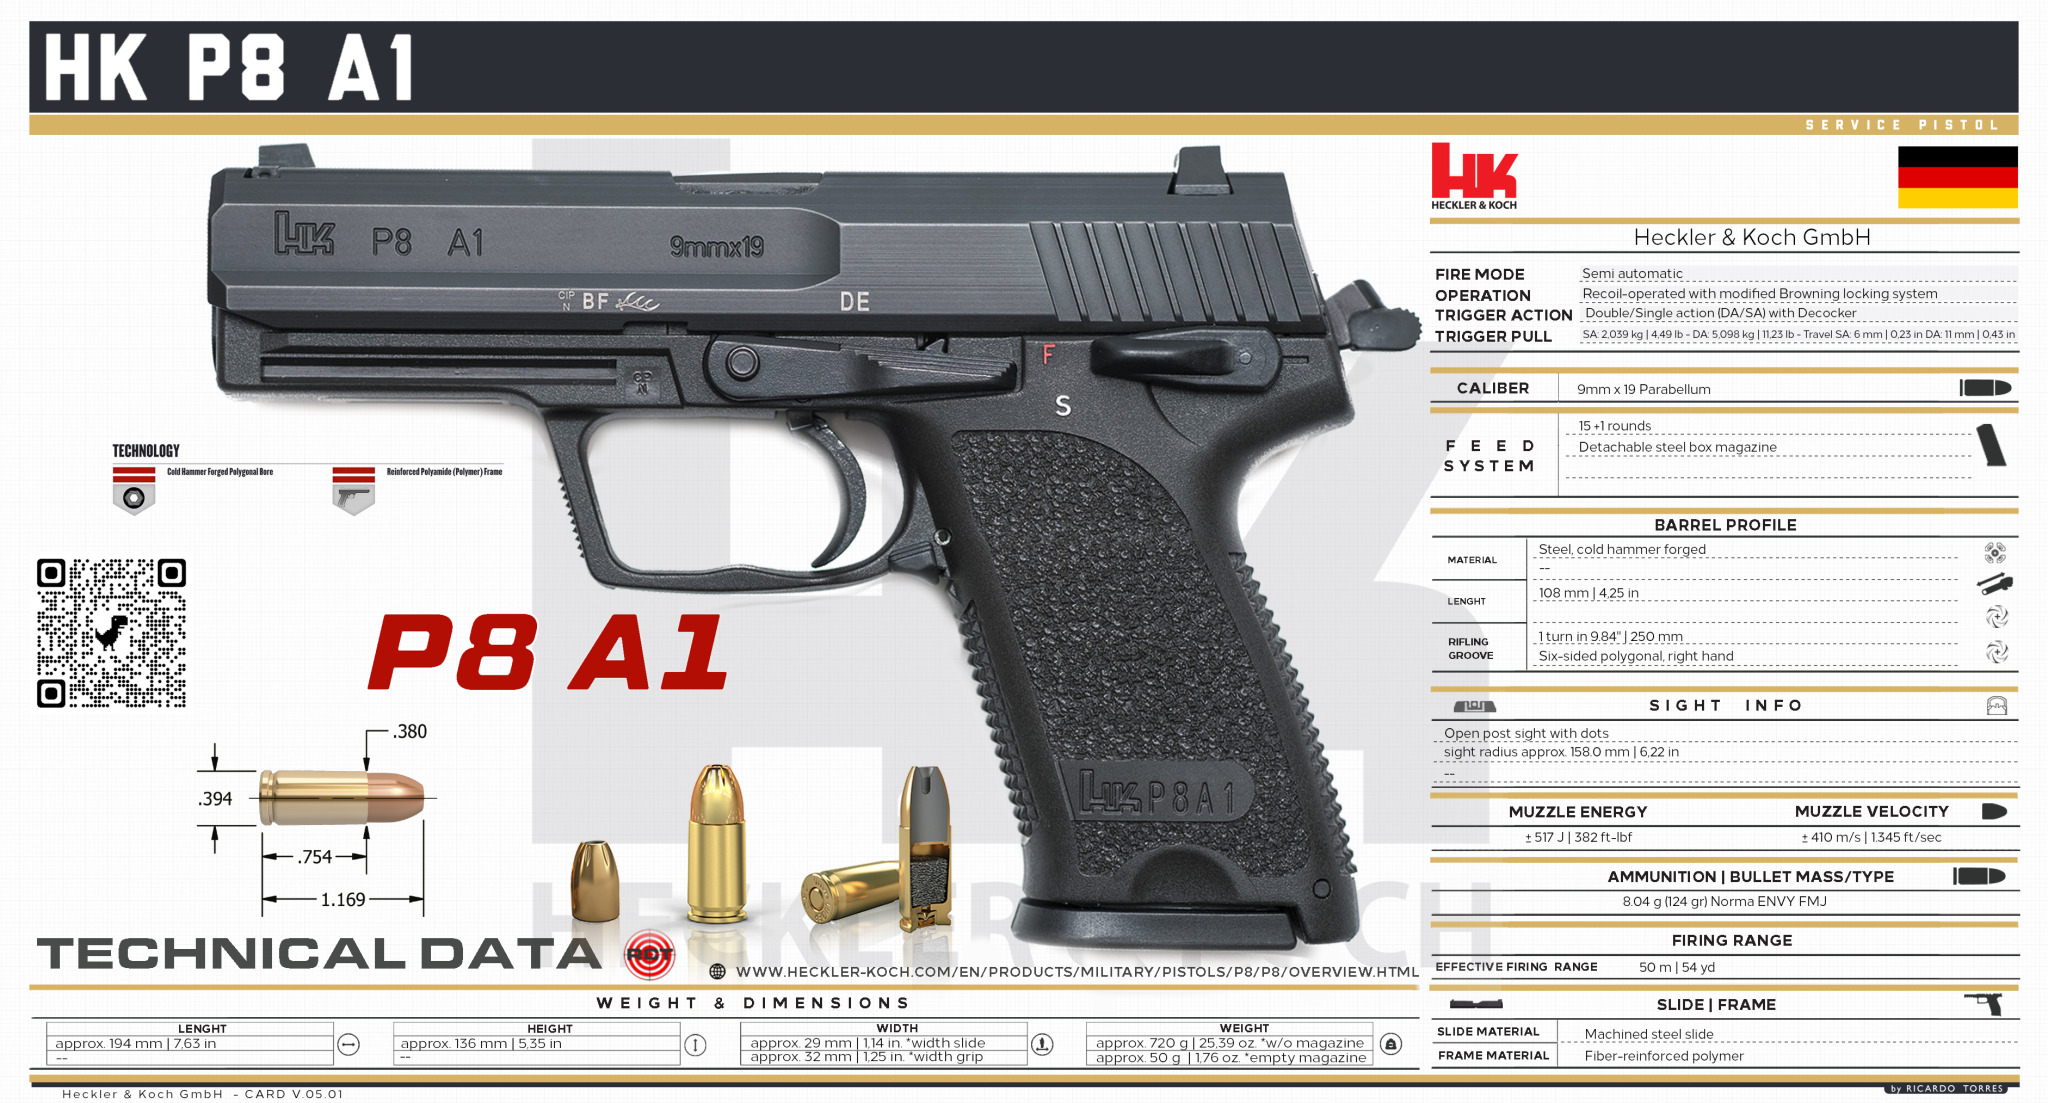 HK P8 A1
SERVICE PISTOL
HK P8 A1 9mmx19
CIP N BF DE
F
S
CIP N
TECHNOLOGY
Cold Hammer Forged Polygonal Bore
Reinforced Polyamide (Polymer) Frame
P8 A1
.380
.394
.754
1.169
HK P8A1
HECKLER & KOCH
TECHNICAL DATA
RDT
WWW.HECKLER-KOCH.COM/EN/PRODUCTS/MILITARY/PISTOLS/P8/P8/OVERVIEW.HTML
WEIGHT & DIMENSIONS
LENGHT
approx. 194 mm | 7,63 in
--
HEIGHT
approx. 136 mm | 5,35 in
--
WIDTH
approx. 29 mm | 1,14 in. *width slide
approx. 32 mm | 1,25 in. *width grip
WEIGHT
approx. 720 g | 25,39 oz. *w/o magazine
approx. 50 g | 1,76 oz. *empty magazine
HK
HECKLER & KOCH
Heckler & Koch GmbH
FIRE MODE Semi automatic
OPERATION Recoil-operated with modified Browning locking system
TRIGGER ACTION Double/Single action (DA/SA) with Decocker
TRIGGER PULL SA: 2,039 kg | 4,49 lb - DA: 5,098 kg | 11,23 lb - Travel SA: 6 mm | 0,23 in DA: 11 mm | 0,43 in
CALIBER 9mm x 19 Parabellum
FEED SYSTEM
15 +1 rounds
Detachable steel box magazine
BARREL PROFILE
MATERIAL Steel, cold hammer forged
--
LENGHT 108 mm | 4,25 in
RIFLING GROOVE
1 turn in 9.84" | 250 mm
Six-sided polygonal, right hand
SIGHT INFO
Open post sight with dots
sight radius approx. 158.0 mm | 6,22 in
--
MUZZLE ENERGY
± 517 J | 382 ft-lbf
MUZZLE VELOCITY
± 410 m/s | 1.345 ft/sec
AMMUNITION | BULLET MASS/TYPE
8.04 g (124 gr) Norma ENVY FMJ
FIRING RANGE
EFFECTIVE FIRING RANGE 50 m | 54 yd
SLIDE | FRAME
SLIDE MATERIAL Machined steel slide
FRAME MATERIAL Fiber-reinforced polymer
Heckler & Koch GmbH - CARD V.05.01
by RICARDO TORRES